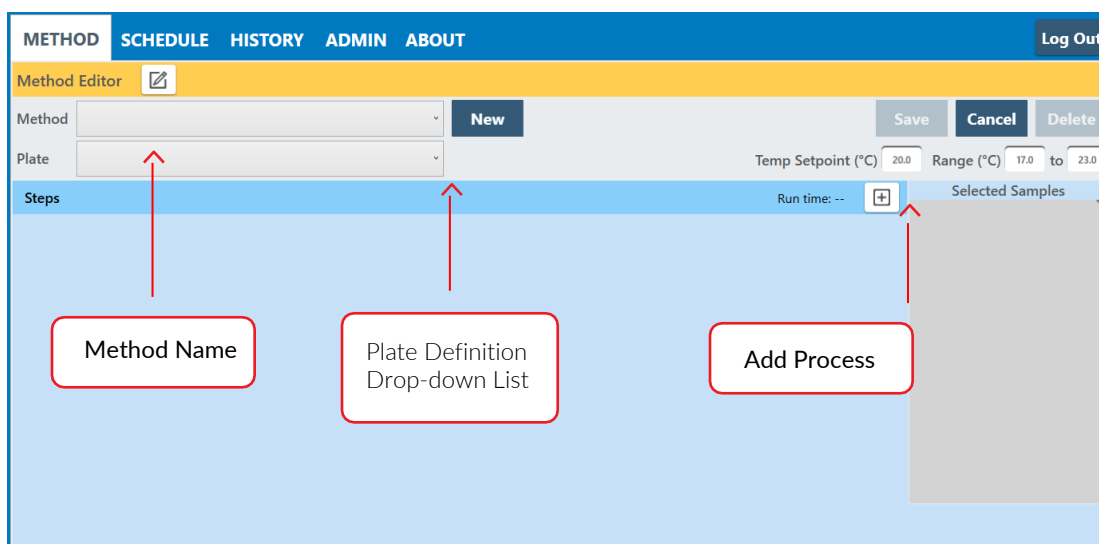 METHOD SCHEDULE HISTORY ADMIN ABOUT Log Out
Method Editor
Method New Save Cancel Delete
Plate Temp Setpoint (°C) 20.0 Range (°C) 17.0 to 23.0
Steps Run time: -- Selected Samples
Method Name
Plate Definition
Drop-down List
Add Process